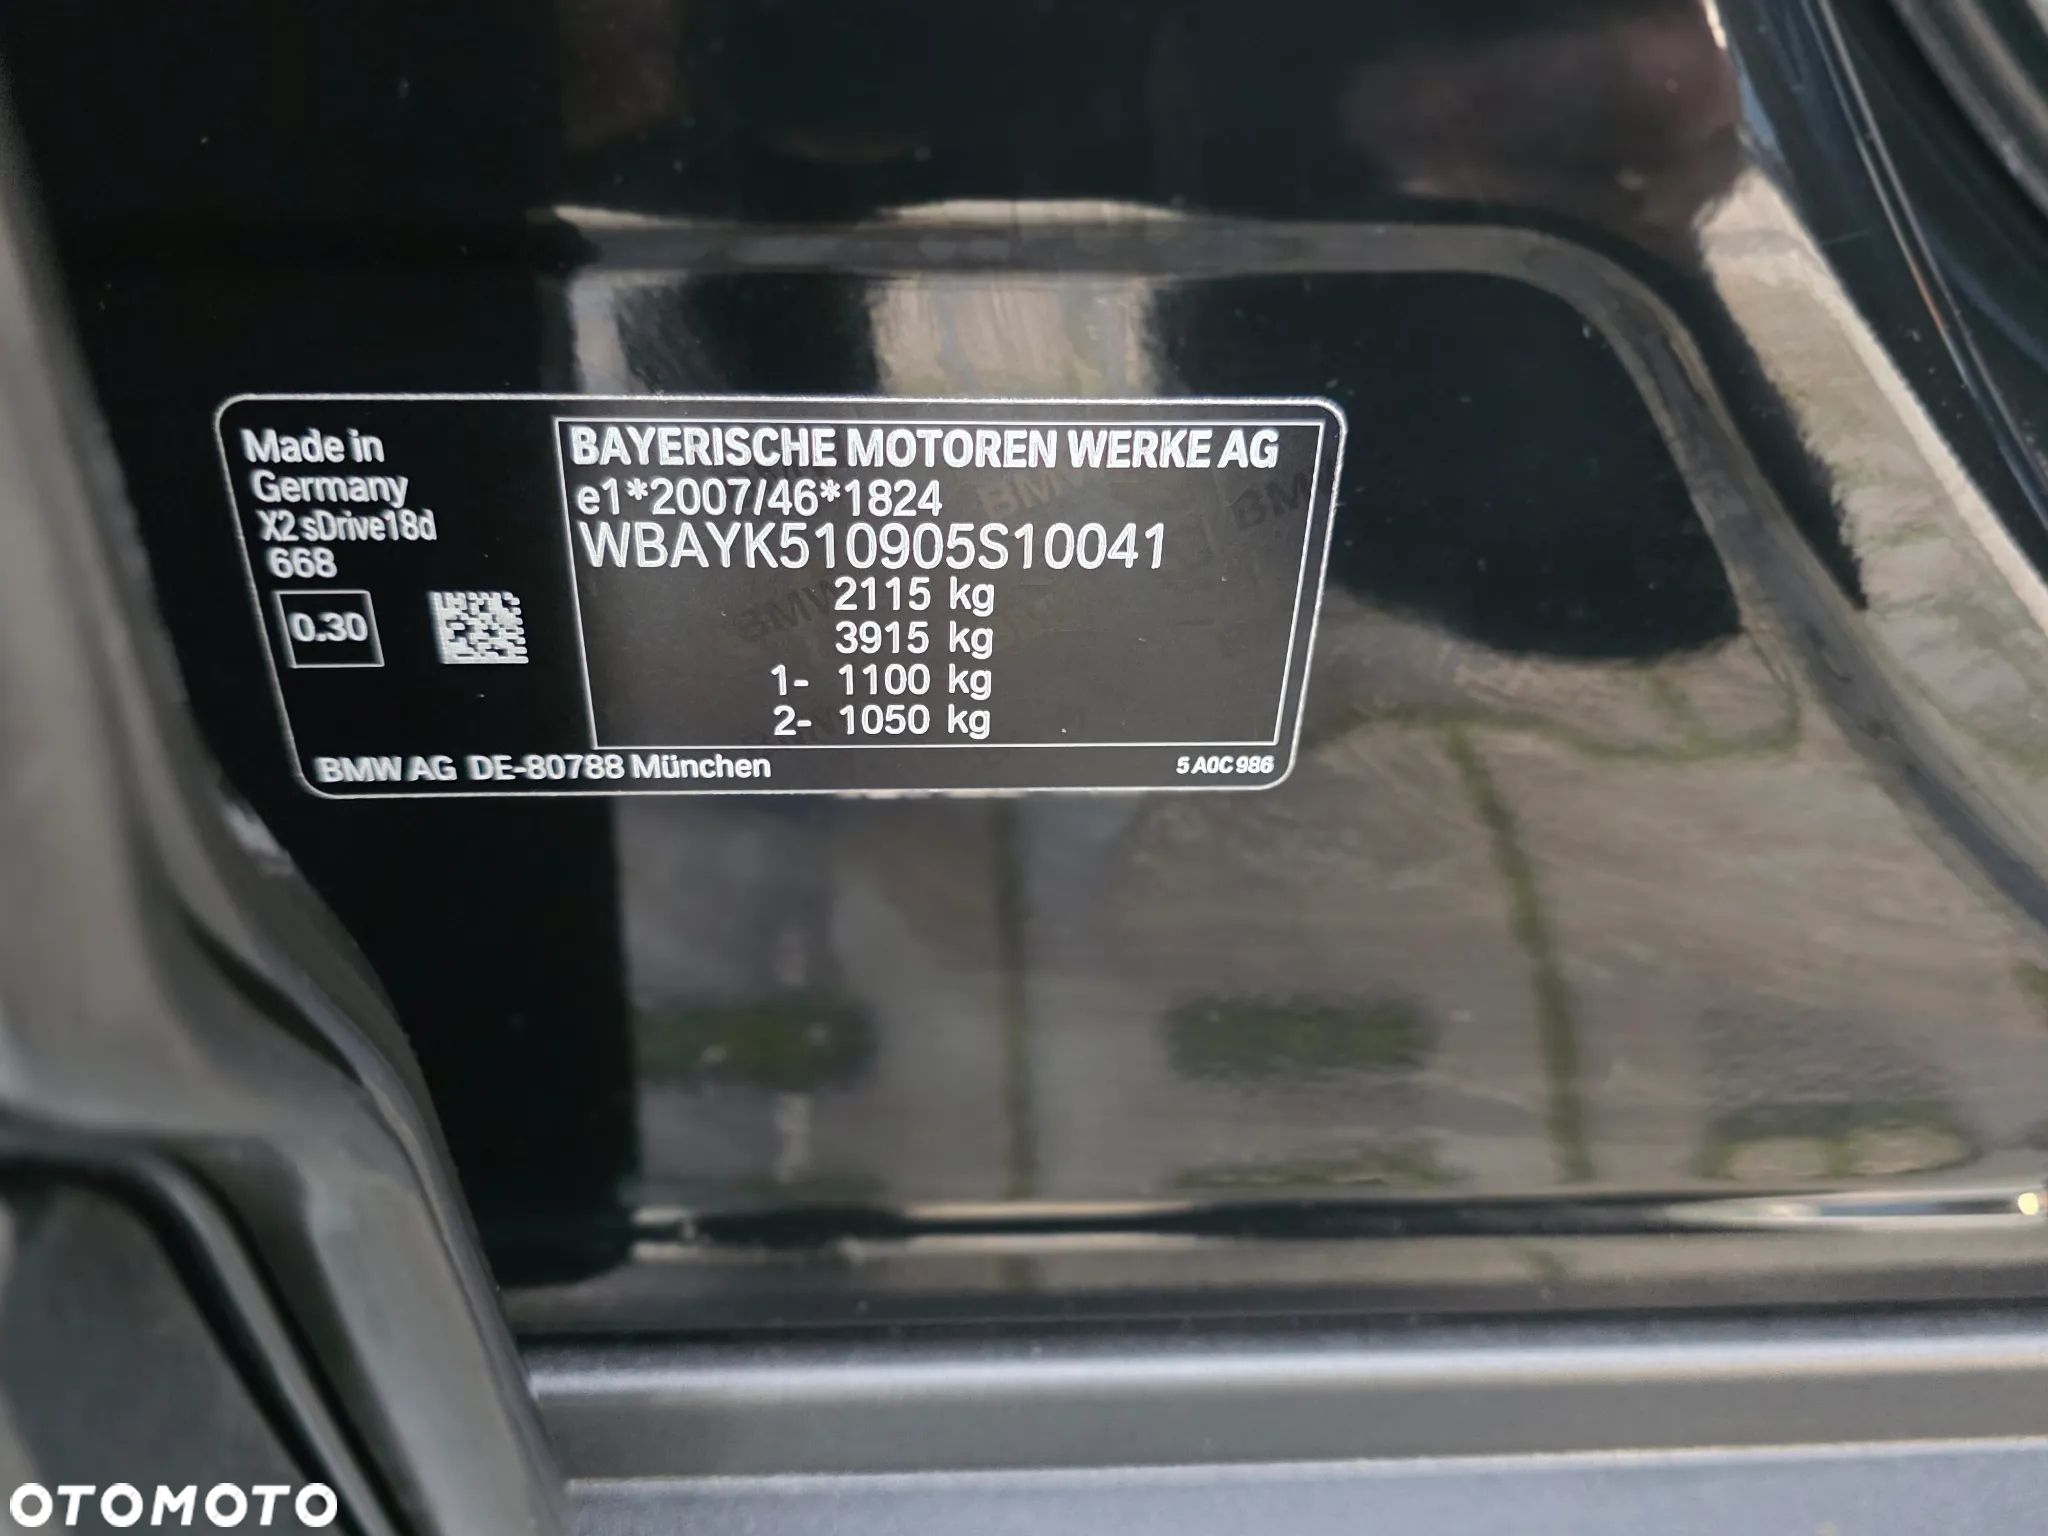 Made in
Germany
X2 sDrive18d
668
0.30
BAYERISCHE MOTOREN WERKE AG
e1*2007/46*1824
WBAYK510905S10041
2115 kg
3915 kg
1- 1100 kg
2- 1050 kg
BMW AG DE-80788 München
5 A0C 986
OTOMOTO